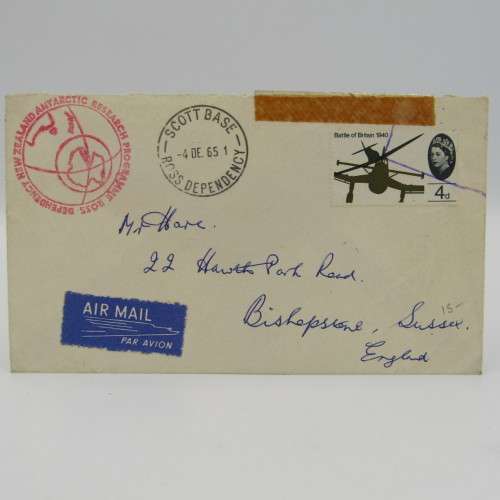 NEW ZEALAND ANTARCTIC RESEARCH PROGRAMME ROSS DEPENDENCY
SCOTT BASE
-4 DE. 65 1
ROSS DEPENDENCY
Battle of Britain 1940
4d
Mr Hare.
22 Hawth Park Road.
Bishopstone, Sussex.
England
15-
AIR MAIL
PAR AVION